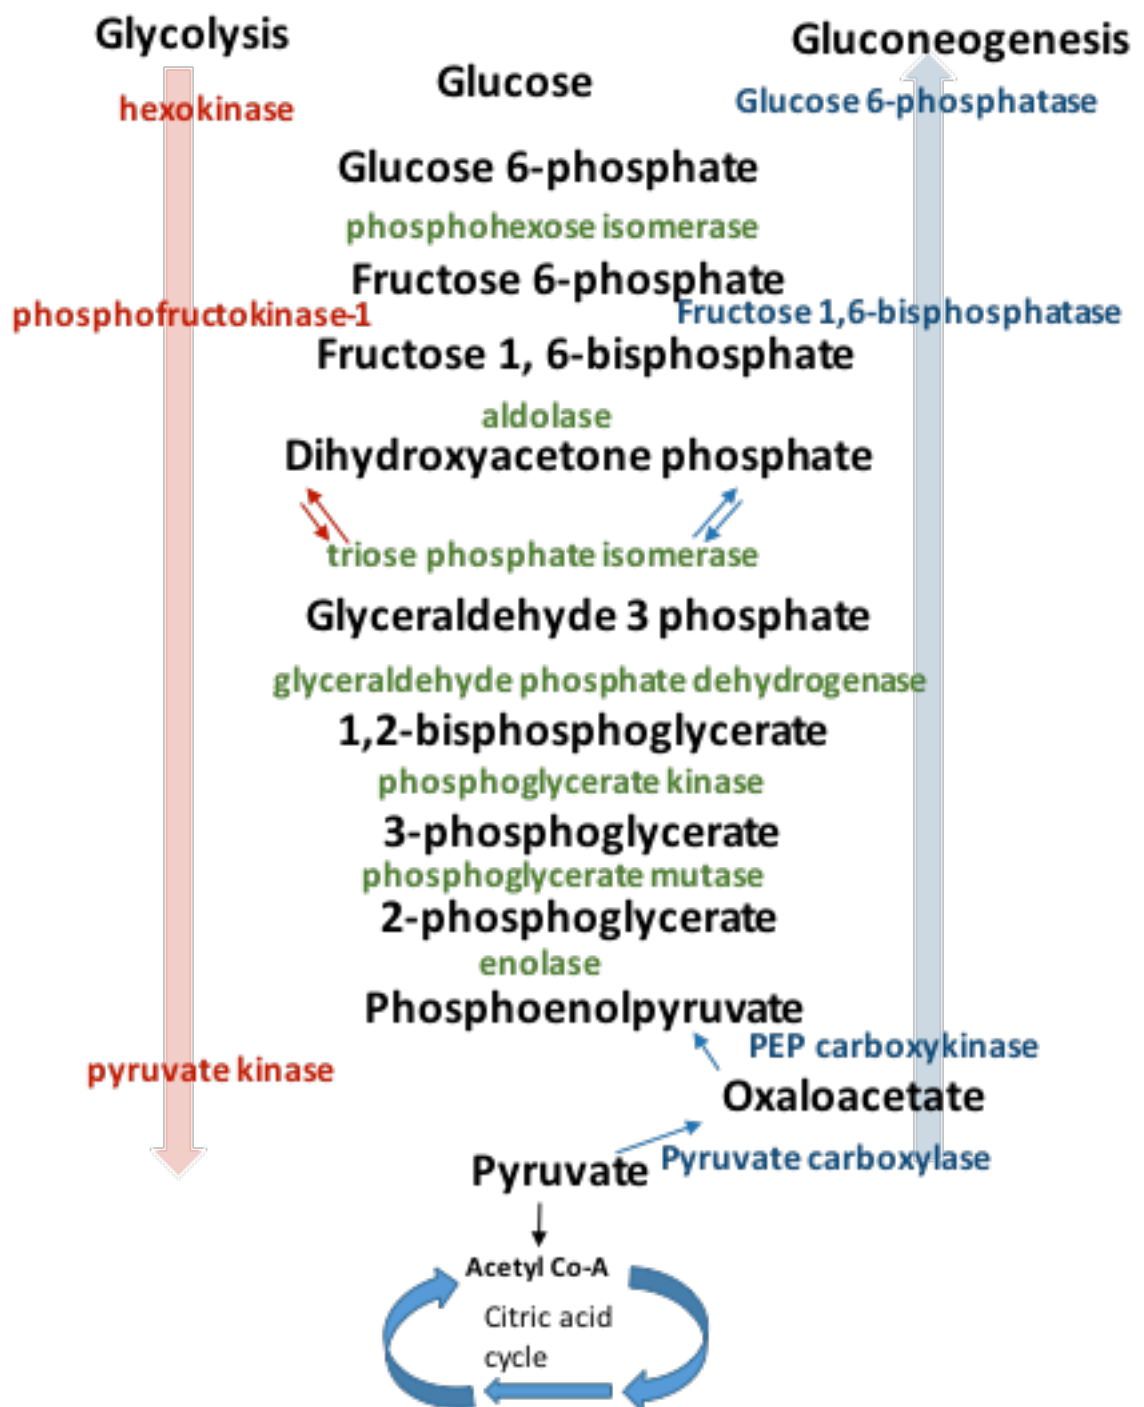 Glycolysis
Gluconeogenesis
Glucose
hexokinase
Glucose 6-phosphatase
Glucose 6-phosphate
phosphohexose isomerase
Fructose 6-phosphate
phosphofructokinase-1
Fructose 1,6-bisphosphatase
Fructose 1, 6-bisphosphate
aldolase
Dihydroxyacetone phosphate
triose phosphate isomerase
Glyceraldehyde 3 phosphate
glyceraldehyde phosphate dehydrogenase
1,2-bisphosphoglycerate
phosphoglycerate kinase
3-phosphoglycerate
phosphoglycerate mutase
2-phosphoglycerate
enolase
Phosphoenolpyruvate
PEP carboxykinase
pyruvate kinase
Oxaloacetate
Pyruvate carboxylase
Pyruvate
Acetyl Co-A
Citric acid
cycle